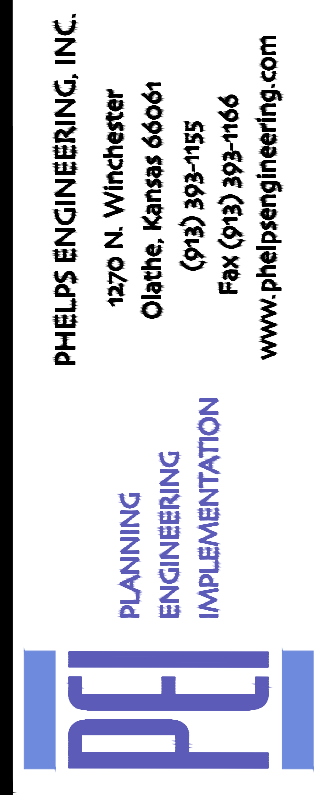 PEI
PLANNING
ENGINEERING
IMPLEMENTATION
PHELPS ENGINEERING, INC.
1270 N. Winchester
Olathe, Kansas 66061
(913) 393-1155
Fax (913) 393-1166
www.phelpsengineering.com